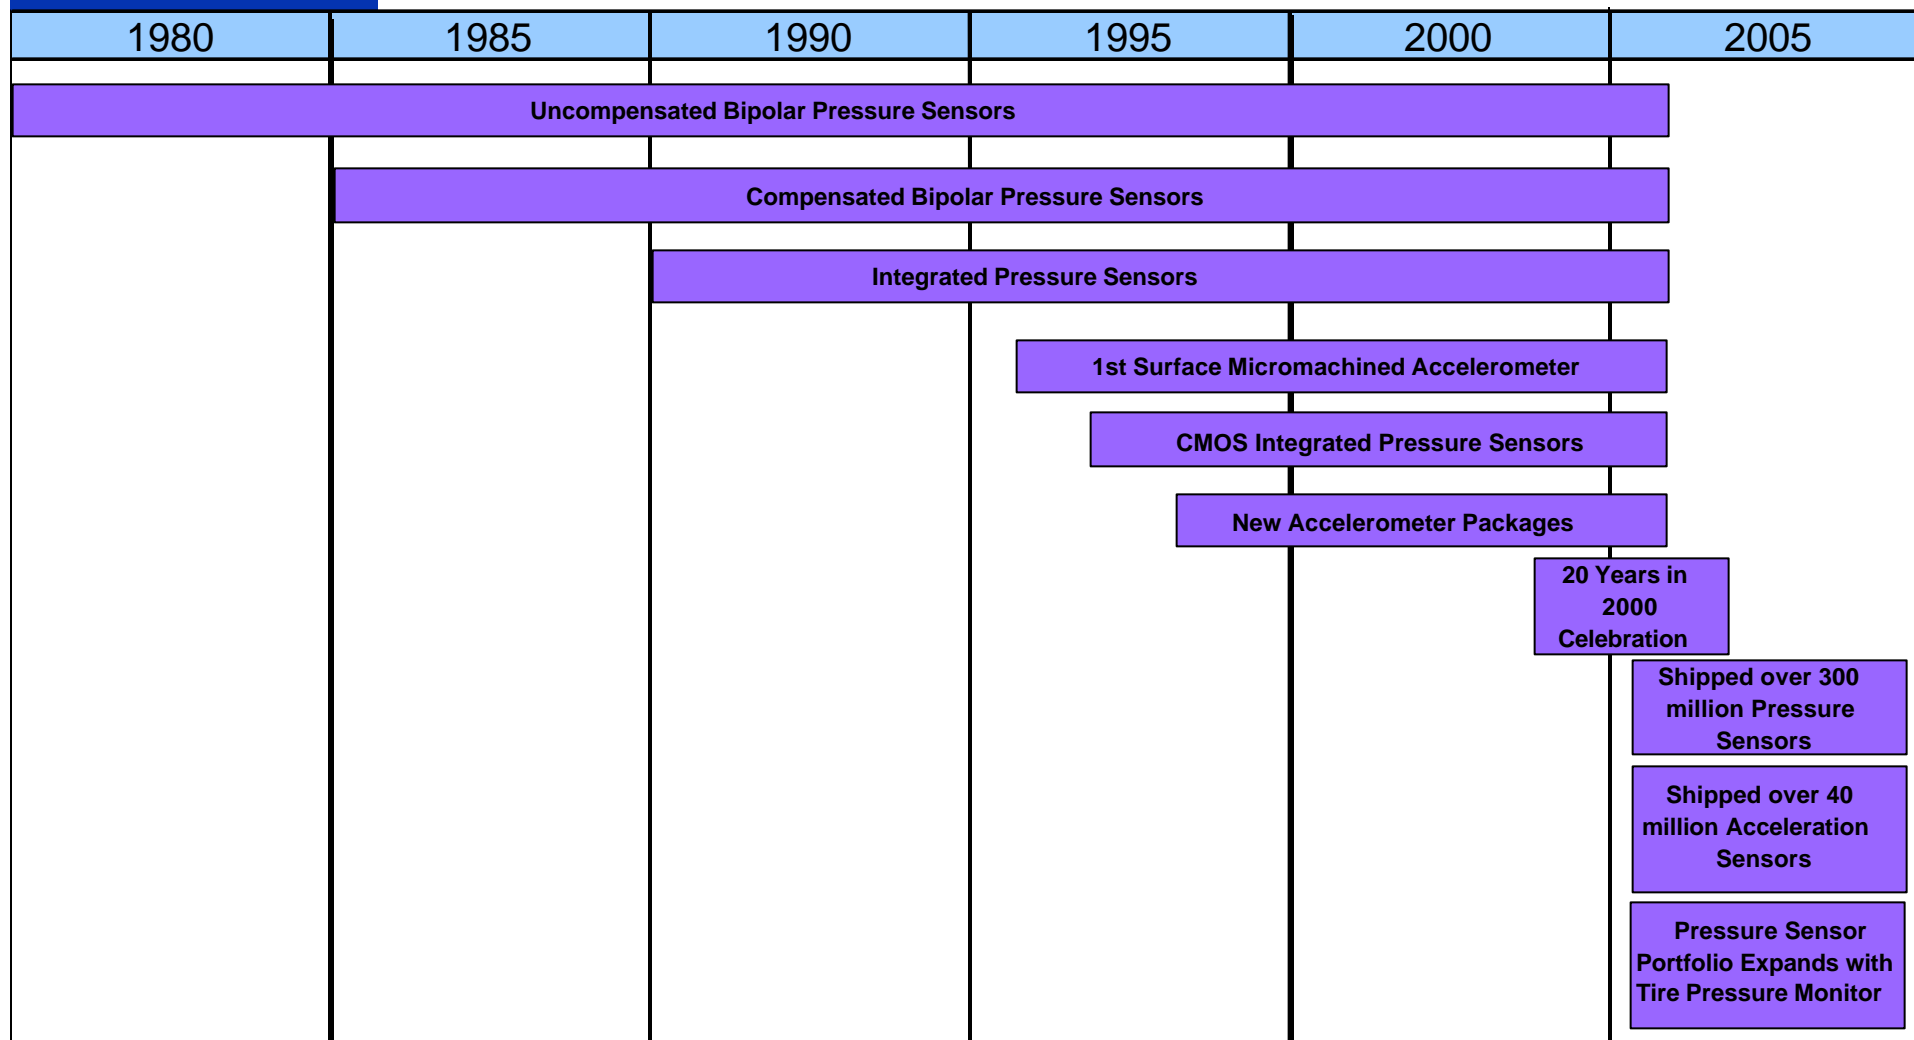 1980 1985 1990 1995 2000 2005
Uncompensated Bipolar Pressure Sensors
Compensated Bipolar Pressure Sensors
Integrated Pressure Sensors
1st Surface Micromachined Accelerometer
CMOS Integrated Pressure Sensors
New Accelerometer Packages
20 Years in
2000
Celebration
Shipped over 300
million Pressure
Sensors
Shipped over 40
million Acceleration
Sensors
Pressure Sensor
Portfolio Expands with
Tire Pressure Monitor